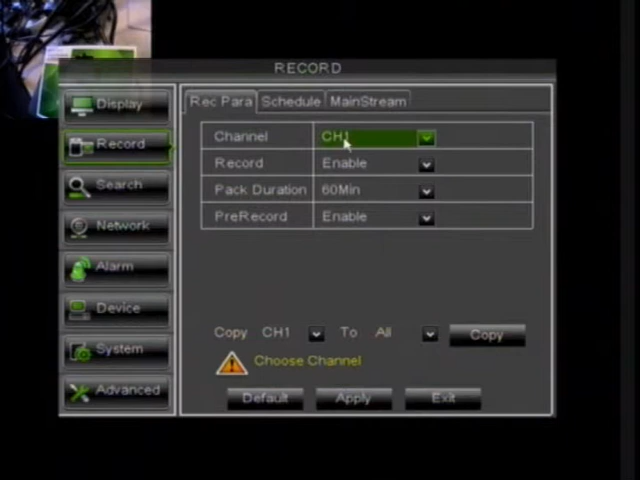 RECORD
Display
Record
Search
Network
Alarm
Device
System
Advanced
Rec Para Schedule MainStream
Channel CH1
Record Enable
Pack Duration 60Min
PreRecord Enable
Copy CH1 To All Copy
Choose Channel
Default Apply Exit